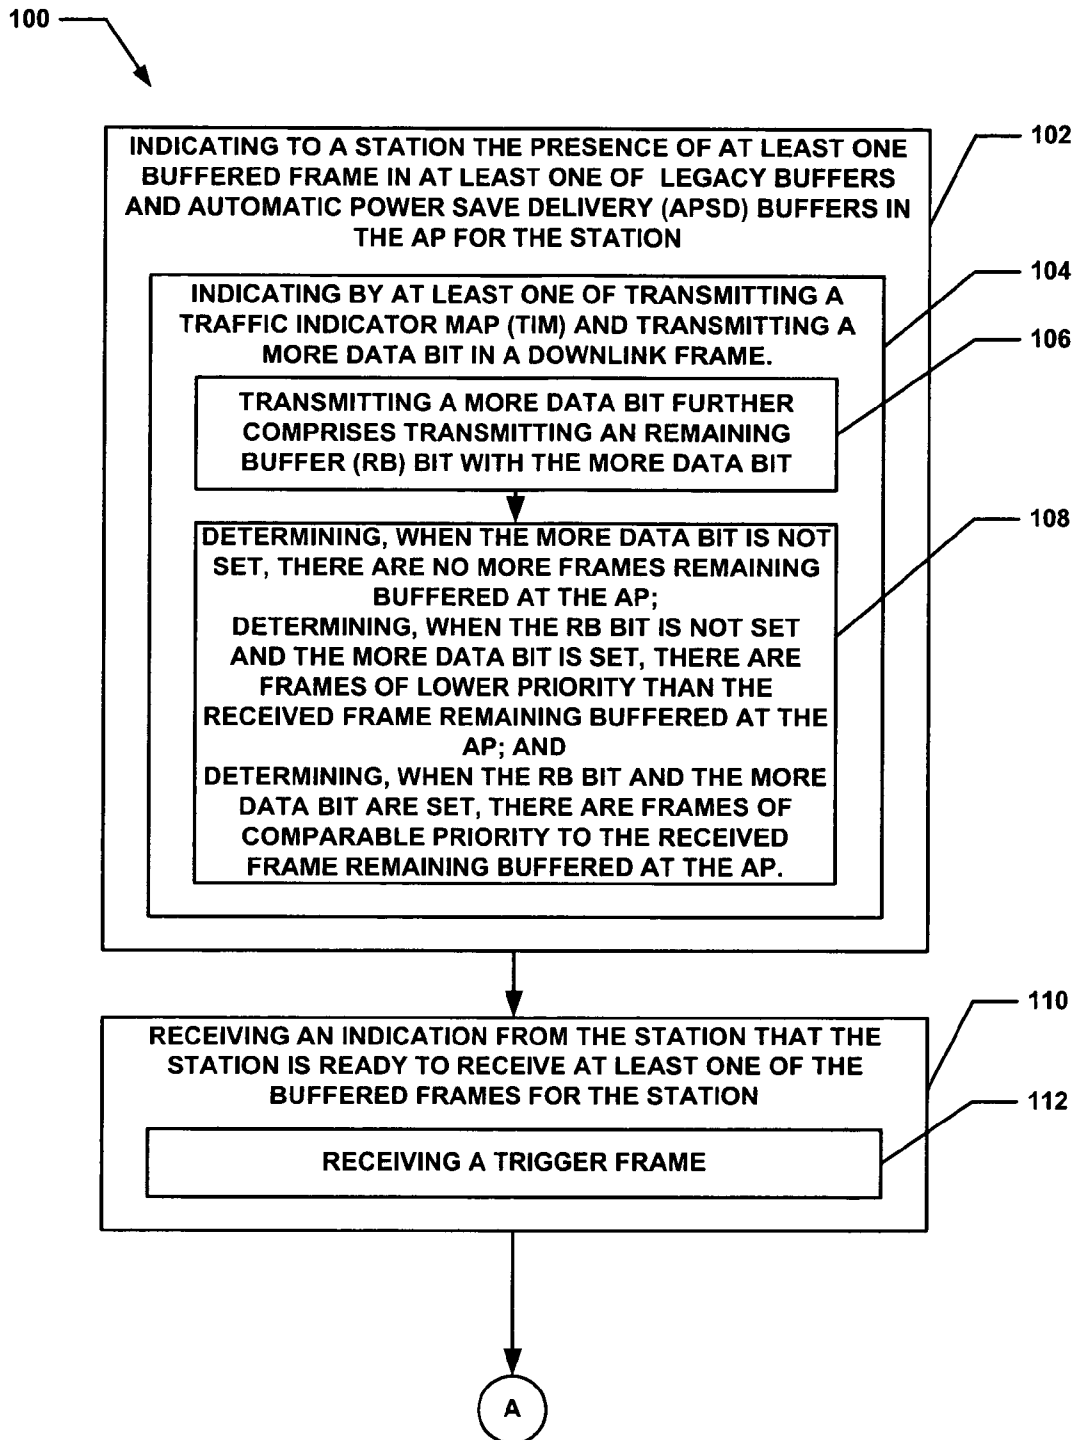 100
INDICATING TO A STATION THE PRESENCE OF AT LEAST ONE
BUFFERED FRAME IN AT LEAST ONE OF LEGACY BUFFERS
AND AUTOMATIC POWER SAVE DELIVERY (APSD) BUFFERS IN
THE AP FOR THE STATION
102
INDICATING BY AT LEAST ONE OF TRANSMITTING A
TRAFFIC INDICATOR MAP (TIM) AND TRANSMITTING A
MORE DATA BIT IN A DOWNLINK FRAME.
104
TRANSMITTING A MORE DATA BIT FURTHER
COMPRISES TRANSMITTING AN REMAINING
BUFFER (RB) BIT WITH THE MORE DATA BIT
106
DETERMINING, WHEN THE MORE DATA BIT IS NOT
SET, THERE ARE NO MORE FRAMES REMAINING
BUFFERED AT THE AP;
DETERMINING, WHEN THE RB BIT IS NOT SET
AND THE MORE DATA BIT IS SET, THERE ARE
FRAMES OF LOWER PRIORITY THAN THE
RECEIVED FRAME REMAINING BUFFERED AT THE
AP; AND
DETERMINING, WHEN THE RB BIT AND THE MORE
DATA BIT ARE SET, THERE ARE FRAMES OF
COMPARABLE PRIORITY TO THE RECEIVED
FRAME REMAINING BUFFERED AT THE AP.
108
RECEIVING AN INDICATION FROM THE STATION THAT THE
STATION IS READY TO RECEIVE AT LEAST ONE OF THE
BUFFERED FRAMES FOR THE STATION
110
RECEIVING A TRIGGER FRAME
112
A